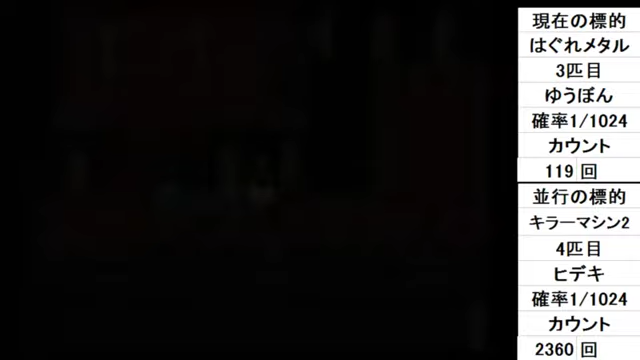 現在の標的
はぐれメタル
3匹目
ゆうぼん
確率1/1024
カウント
119 回
並行の標的
キラーマシン2
4匹目
ヒデキ
確率1/1024
カウント
2360 回